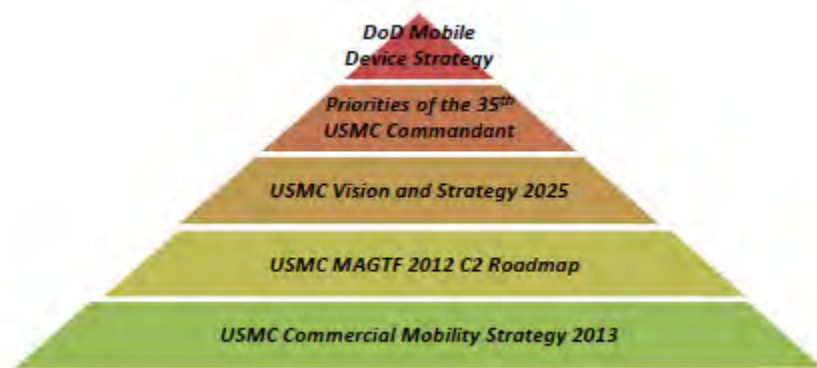 DoD Mobile
Device Strategy
Priorities of the 35th
USMC Commandant
USMC Vision and Strategy 2025
USMC MAGTF 2012 C2 Roadmap
USMC Commercial Mobility Strategy 2013